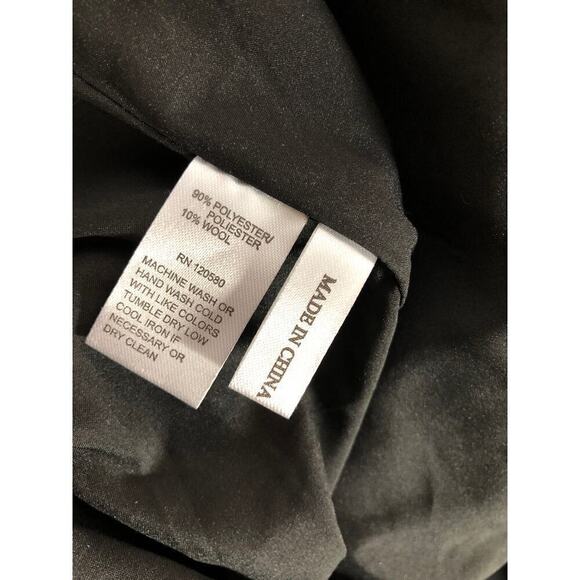 90% POLYESTER/
POLIESTER
10% WOOL
RN 120580
MACHINE WASH OR
HAND WASH COLD
WITH LIKE COLORS
TUMBLE DRY LOW
COOL IRON IF
NECESSARY OR
DRY CLEAN
MADE IN CHINA